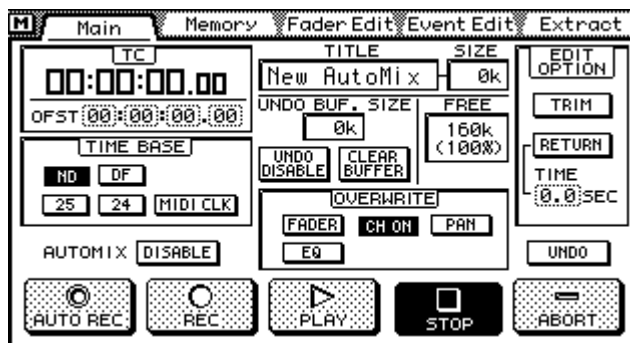 M Main Memory Fader Edit Event Edit Extract
TC
00:00:00.00
OFST 00:00:00.00
TITLE
New AutoMix
SIZE
0k
EDIT
OPTION
TRIM
RETURN
TIME
0.0 SEC
UNDO BUF. SIZE
0k
FREE
160k
(100%)
UNDO
DISABLE
CLEAR
BUFFER
TIME BASE
ND DF
25 24 MIDI CLK
OVERWRITE
FADER CH ON PAN
EQ
AUTOMIX DISABLE
UNDO
AUTO REC REC PLAY STOP ABORT